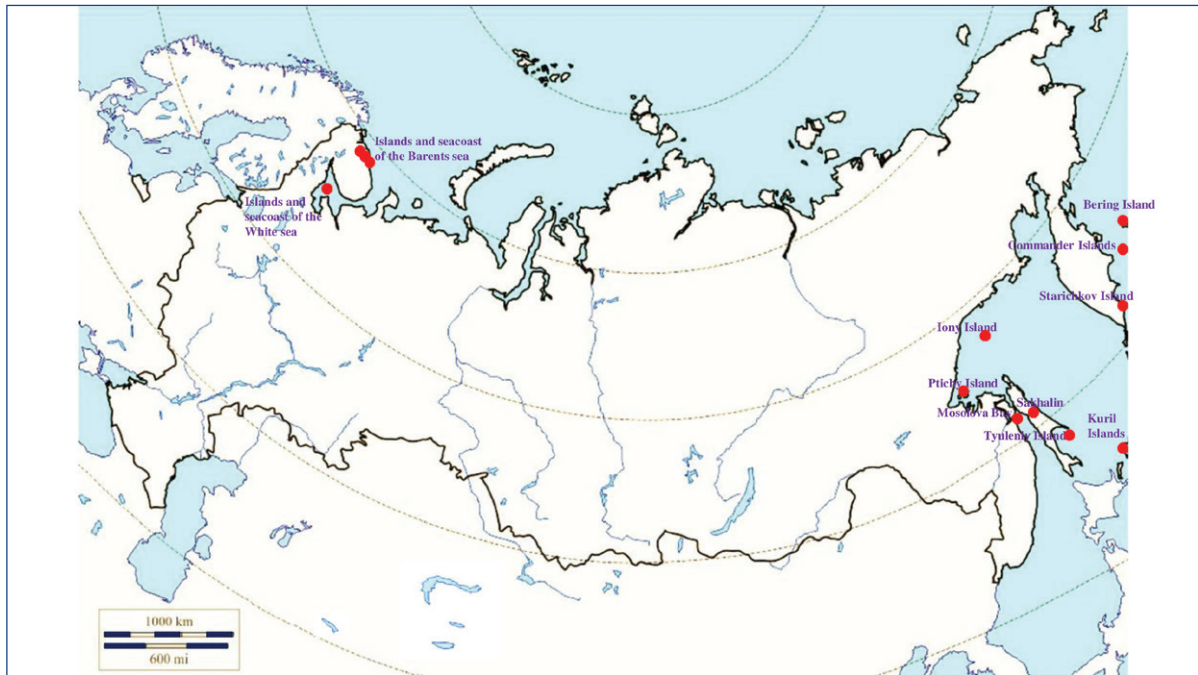 Islands and seacoast
of the Barents sea
Islands and
seacoast of the
White sea
Bering Island
Commander Islands
Starichkov Island
Iony Island
Ptichy Island
Sakhalin
Mosolova Bay
Tyuleniy Island
Kuril
Islands
1000 km
600 mi